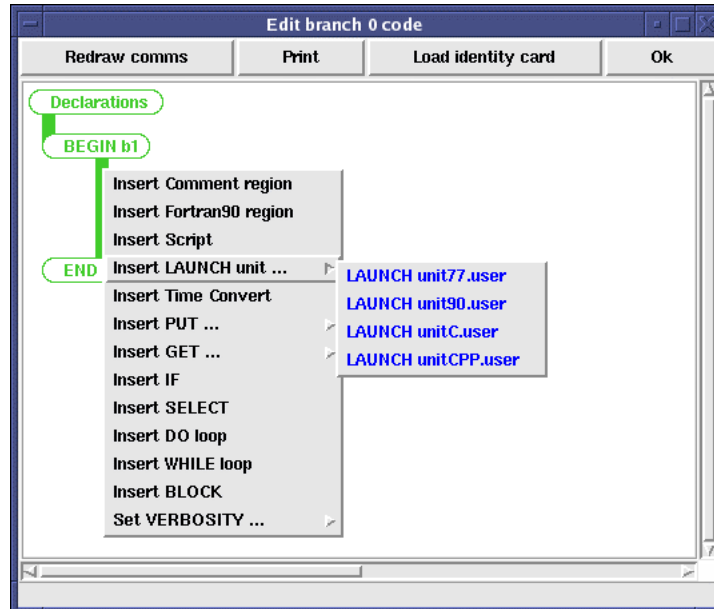 Edit branch 0 code
Redraw comms Print Load identity card Ok
Declarations
BEGIN b1
Insert Comment region
Insert Fortran90 region
Insert Script
END Insert LAUNCH unit ...
LAUNCH unit77.user
Insert Time Convert
LAUNCH unit90.user
Insert PUT ...
LAUNCH unitC.user
Insert GET ...
LAUNCH unitCPP.user
Insert IF
Insert SELECT
Insert DO loop
Insert WHILE loop
Insert BLOCK
Set VERBOSITY ...